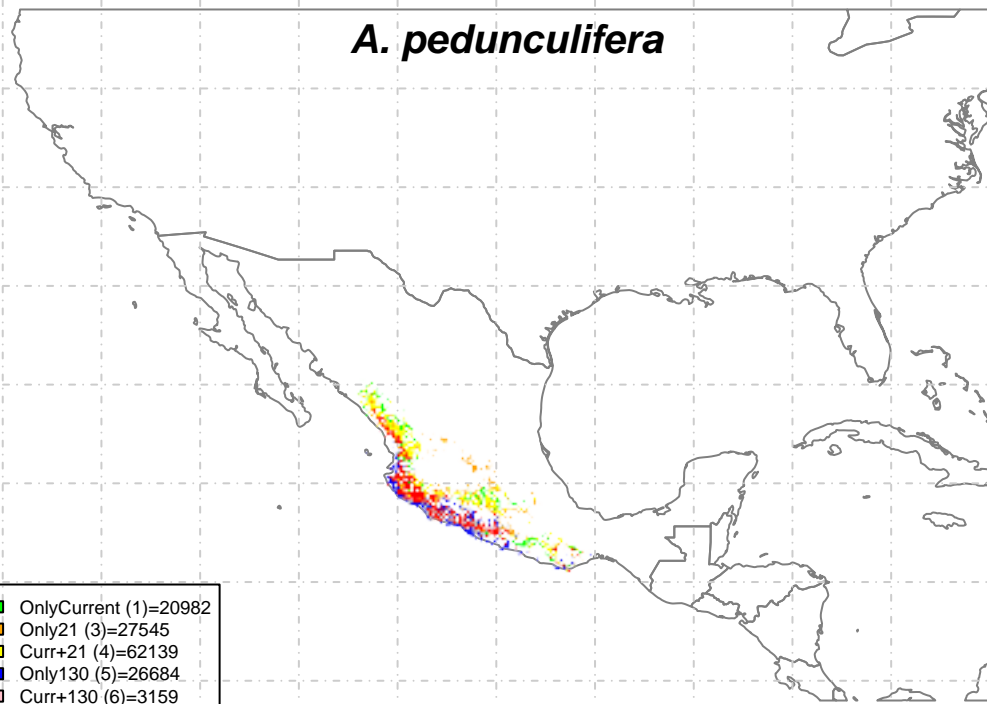 A. pedunculifera
OnlyCurrent (1)=20982
Only21 (3)=27545
Curr+21 (4)=62139
Only130 (5)=26684
Curr+130 (6)=3159